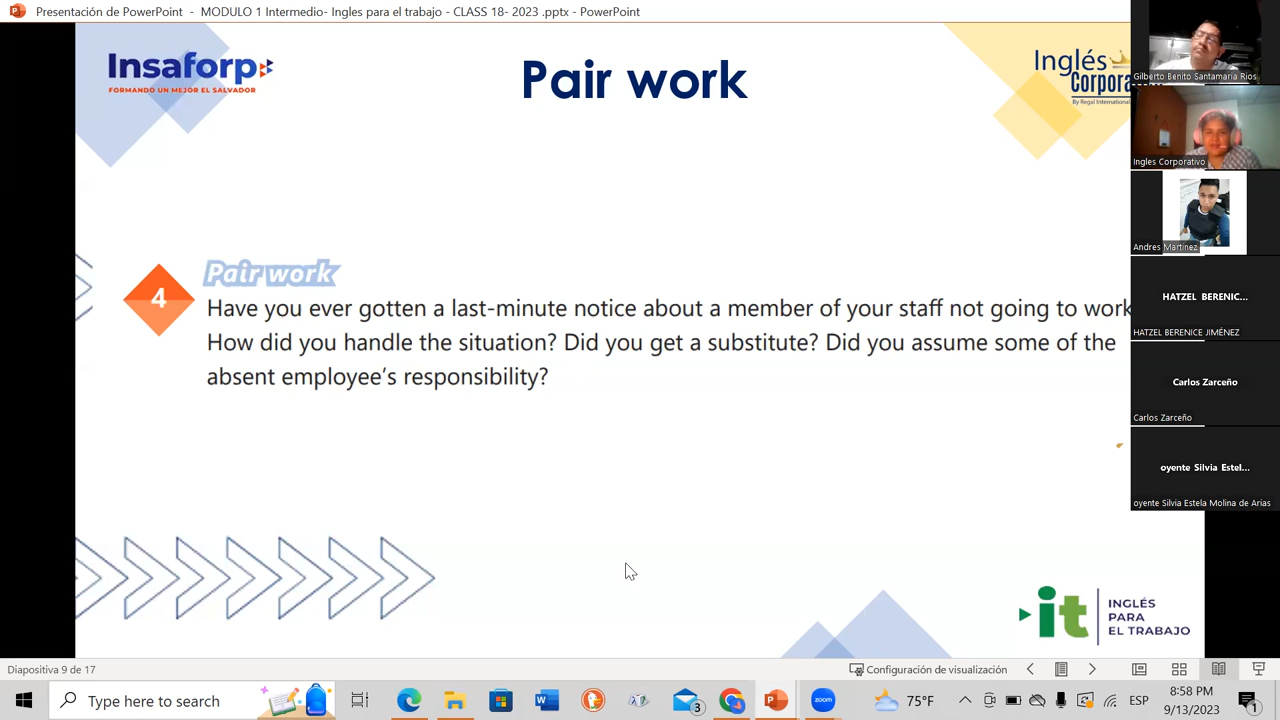 Presentación de PowerPoint - MODULO 1 Intermedio- Ingles para el trabajo - CLASS 18- 2023 .pptx - PowerPoint
Insaforp
FORMANDO UN MEJOR EL SALVADOR
Pair work
Inglés
Corpora
By Regal International
4
Pair work
Have you ever gotten a last-minute notice about a member of your staff not going to work
How did you handle the situation? Did you get a substitute? Did you assume some of the
absent employee's responsibility?
it
INGLÉS
PARA
EL TRABAJO
Gilberto Benito Santamaria Rios
Ingles Corporativo
Andres Martinez
HATZEL BERENIC...
HATZEL BERENICE JIMÉNEZ
Carlos Zarceño
Carlos Zarceño
oyente Silvia Estel...
oyente Silvia Estela Molina de Arias
Diapositiva 9 de 17
Configuración de visualización
Type here to search
3
zoom
75°F
ESP
8:58 PM
9/13/2023
1